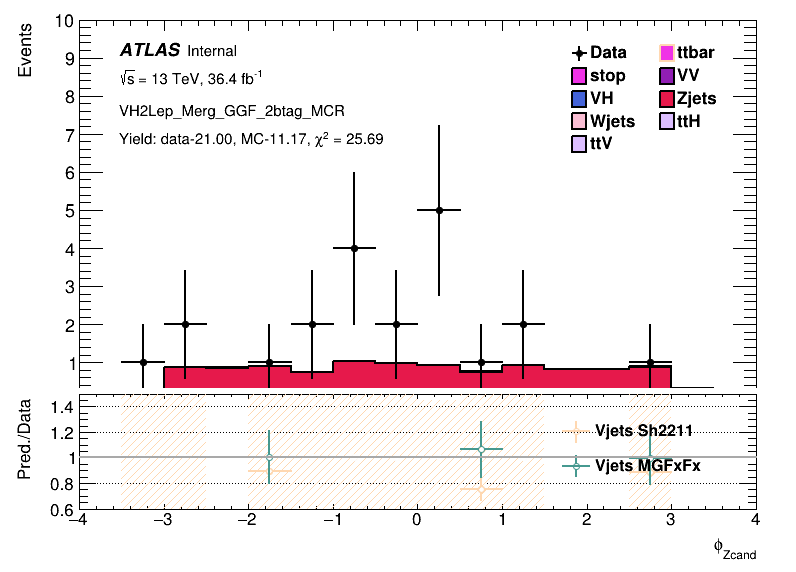 Events
10
9
8
7
6
5
4
3
2
1
ATLAS Internal
√s = 13 TeV, 36.4 fb⁻¹
VH2Lep_Merg_GGF_2btag_MCR
Yield: data-21.00, MC-11.17, χ² = 25.69
Data
ttbar
stop
VV
VH
Zjets
Wjets
ttH
ttV
Pred./Data
1.4
1.2
1
0.8
0.6
Vjets Sh2211
Vjets MGFxFx
−4 −3 −2 −1 0 1 2 3 4
ϕ_Zcand